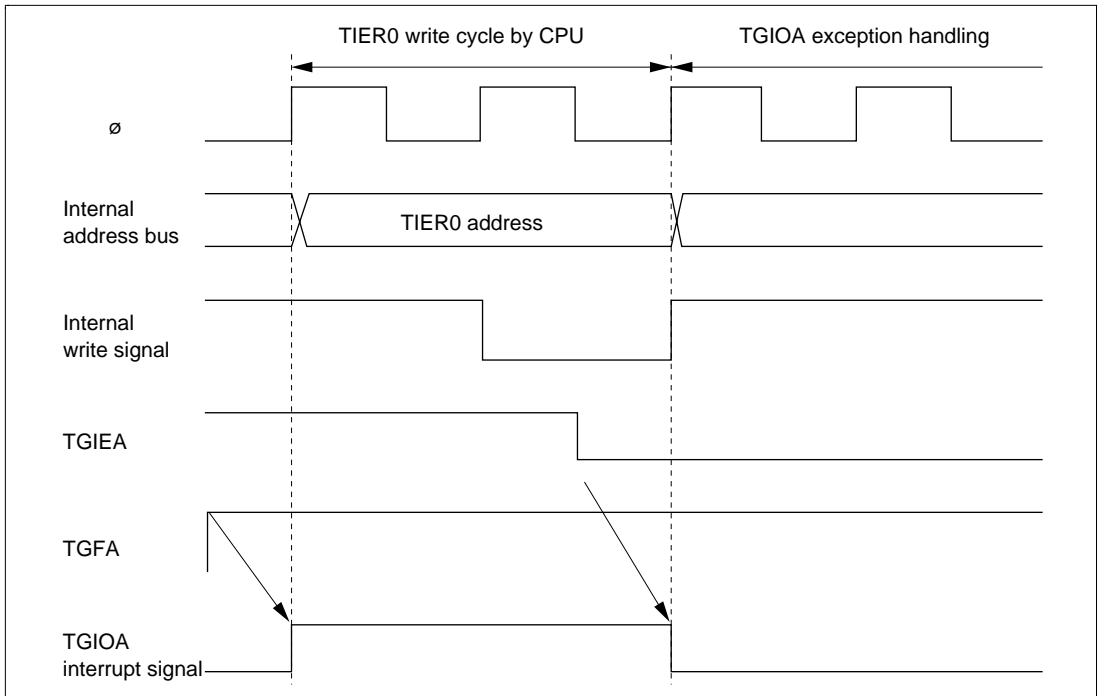 TIER0 write cycle by CPU
TGIOA exception handling
ø
Internal
address bus
TIER0 address
Internal
write signal
TGIEA
TGFA
TGIOA
interrupt signal